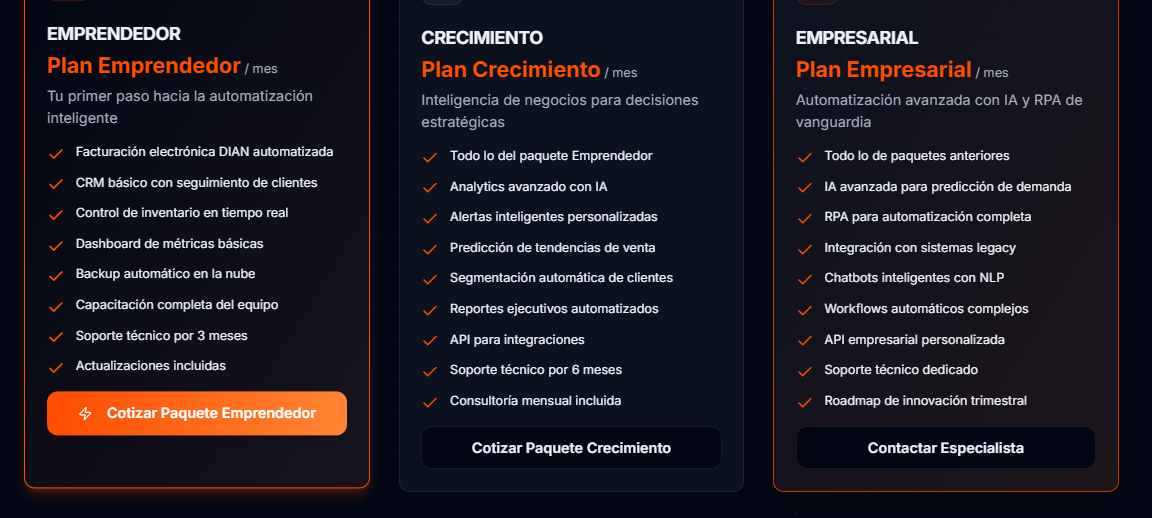 EMPRENDEDOR
Plan Emprendedor / mes
Tu primer paso hacia la automatización
inteligente
Facturación electrónica DIAN automatizada
CRM básico con seguimiento de clientes
Control de inventario en tiempo real
Dashboard de métricas básicas
Backup automático en la nube
Capacitación completa del equipo
Soporte técnico por 3 meses
Actualizaciones incluidas
Cotizar Paquete Emprendedor
CRECIMIENTO
Plan Crecimiento / mes
Inteligencia de negocios para decisiones
estratégicas
Todo lo del paquete Emprendedor
Analytics avanzado con IA
Alertas inteligentes personalizadas
Predicción de tendencias de venta
Segmentación automática de clientes
Reportes ejecutivos automatizados
API para integraciones
Soporte técnico por 6 meses
Consultoría mensual incluida
Cotizar Paquete Crecimiento
EMPRESARIAL
Plan Empresarial / mes
Automatización avanzada con IA y RPA de
vanguardia
Todo lo de paquetes anteriores
IA avanzada para predicción de demanda
RPA para automatización completa
Integración con sistemas legacy
Chatbots inteligentes con NLP
Workflows automáticos complejos
API empresarial personalizada
Soporte técnico dedicado
Roadmap de innovación trimestral
Contactar Especialista